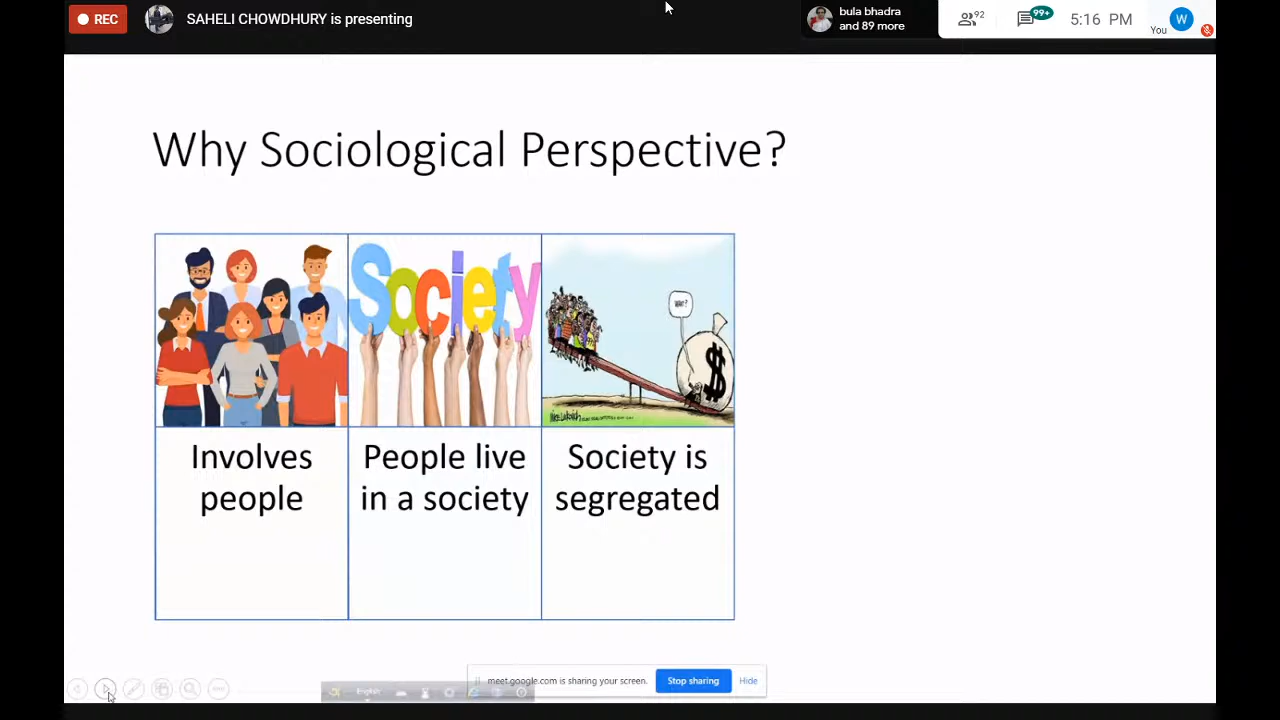 REC
SAHELI CHOWDHURY is presenting
bula bhadra
and 89 more
92
99+
5:16 PM
You
W
Why Sociological Perspective?
Society
WHO?
$
Involves
people
People live
in a society
Society is
segregated
meet.google.com is sharing your screen.
Stop sharing
Hide
English